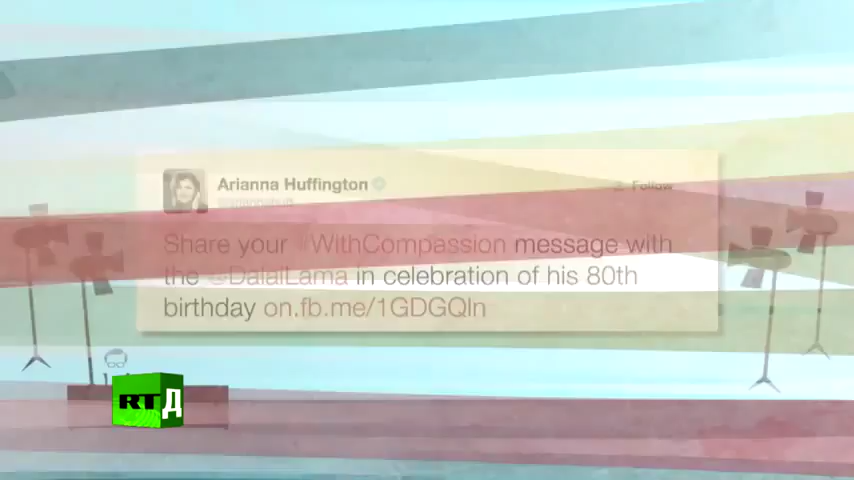 Arianna Huffington
Follow
Share your #WithCompassion message with
the @DalaiLama in celebration of his 80th
birthday on.fb.me/1GDGQln
RTД